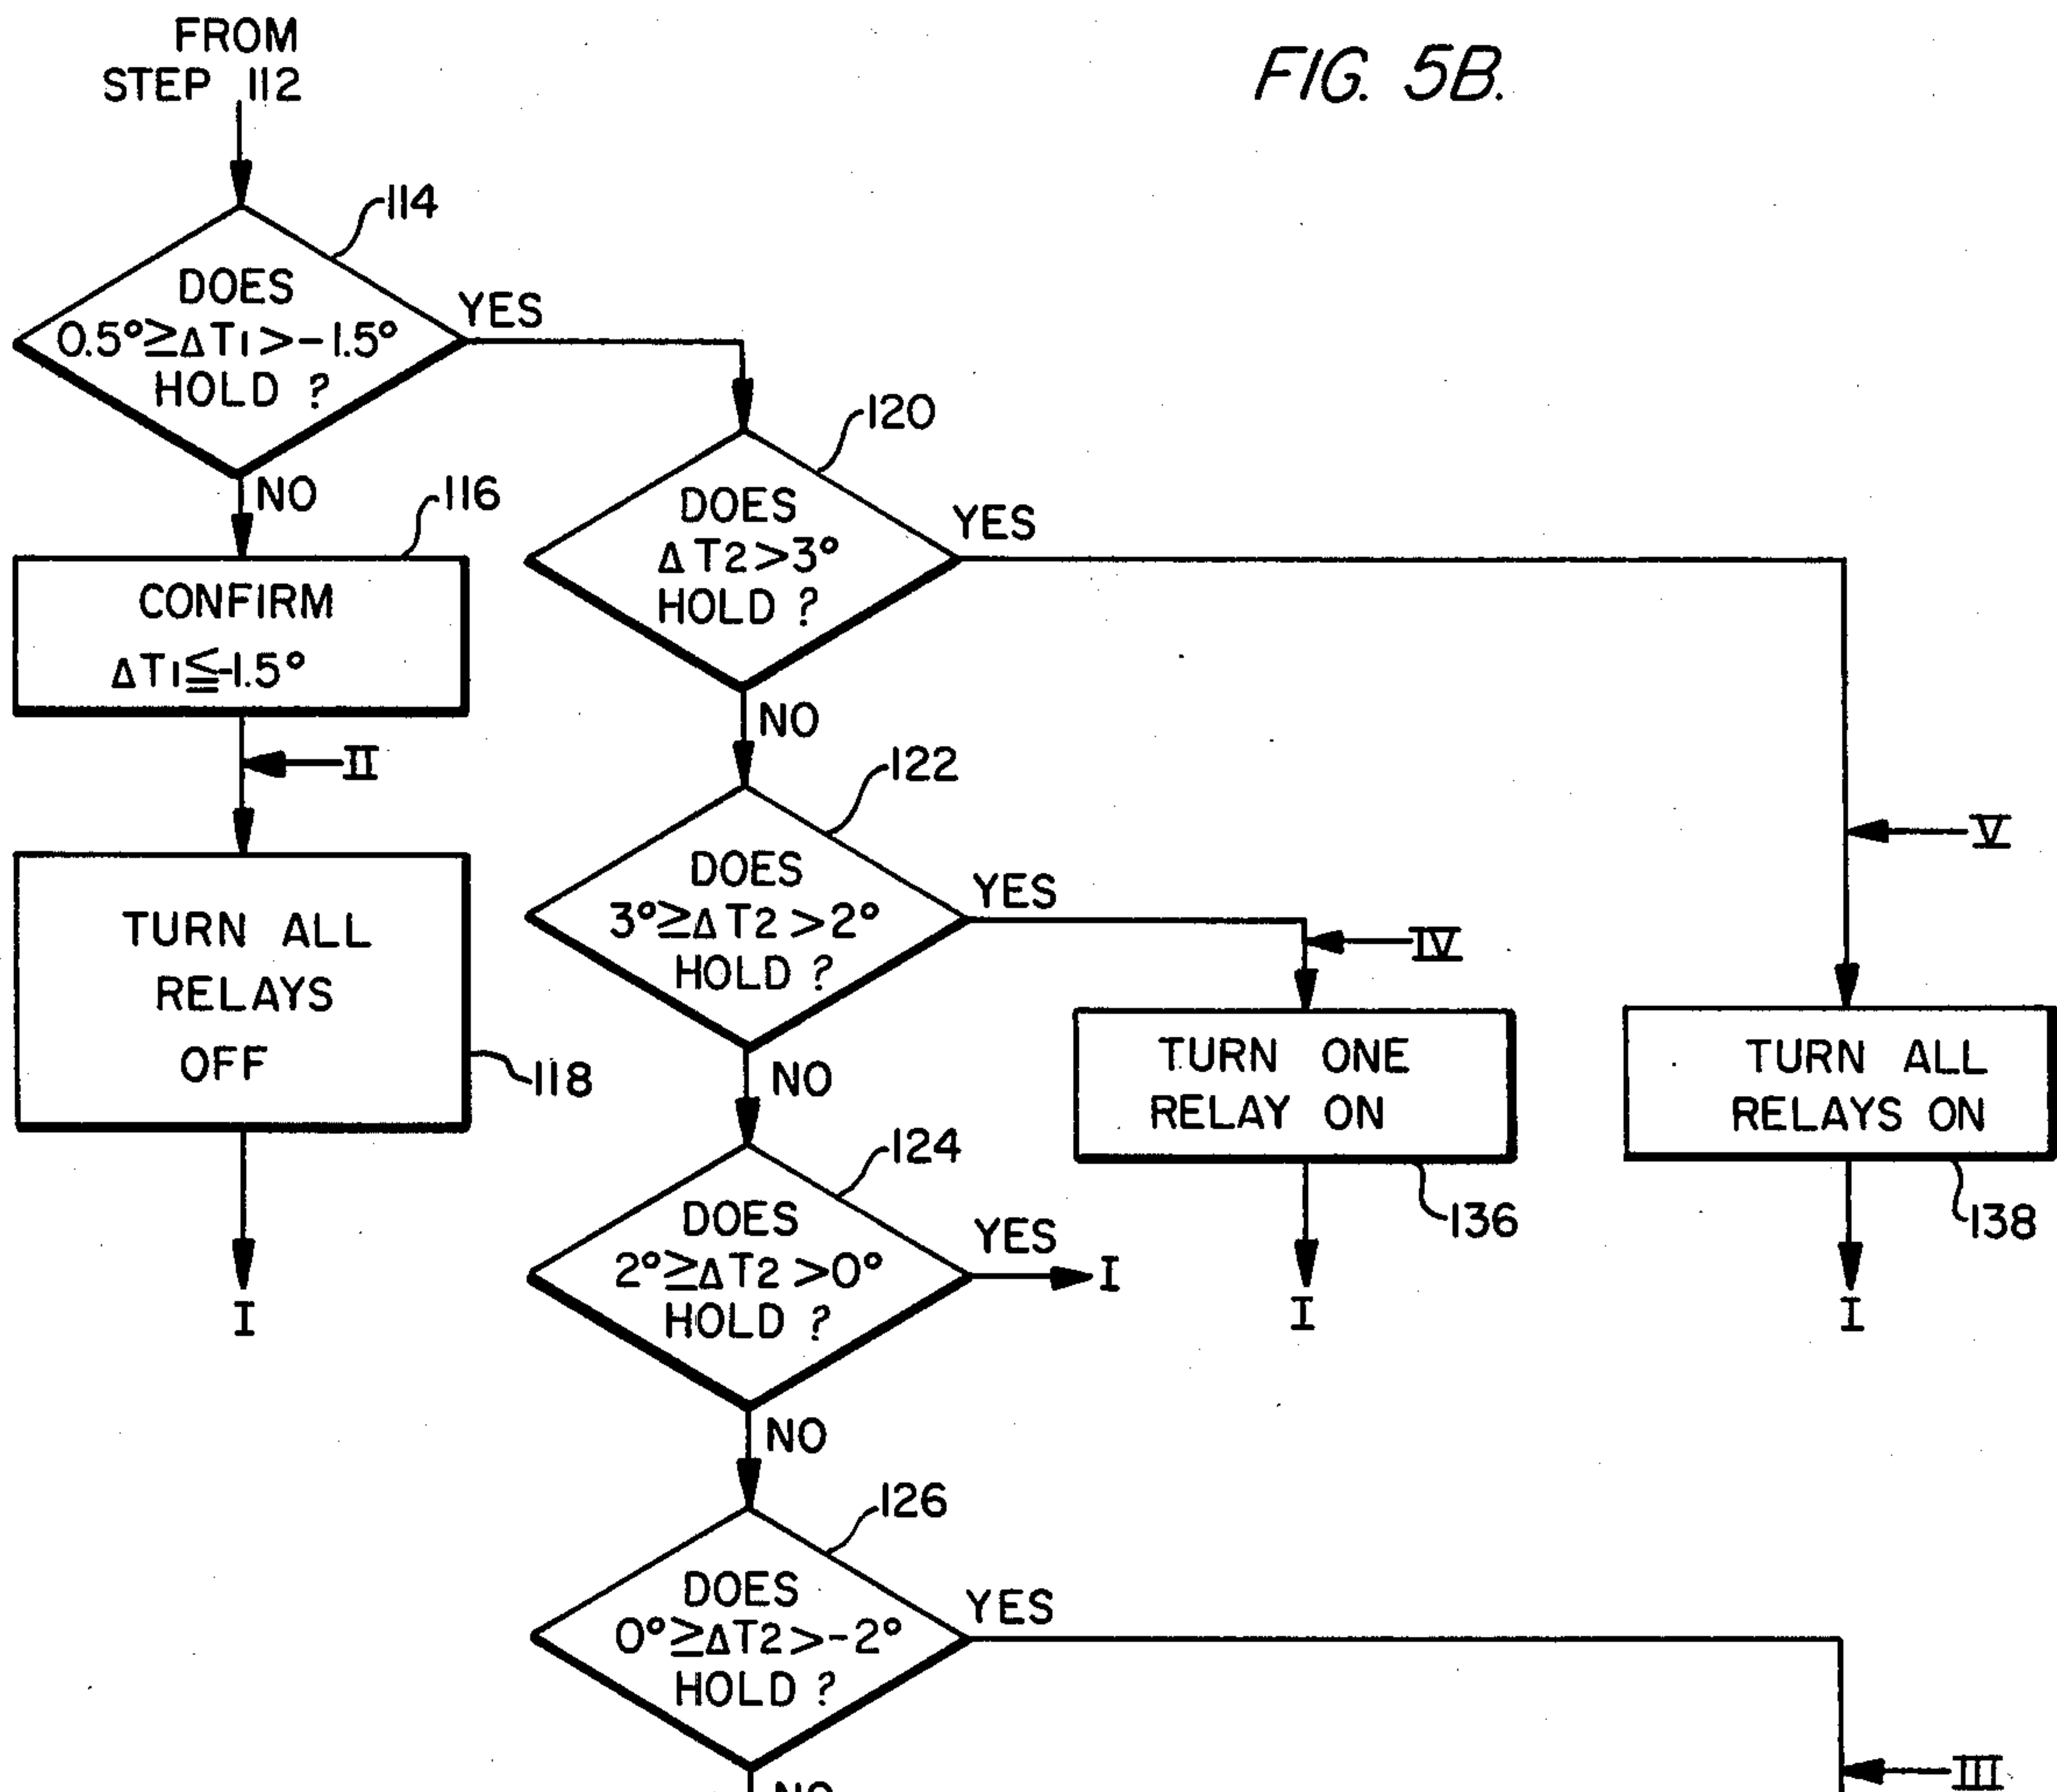 FROM
STEP 112
FIG. 5B.
114
DOES
0.5°≥ΔT1>-1.5°
HOLD ?
YES
NO
116
CONFIRM
ΔT1≦-1.5°
II
TURN ALL
RELAYS
OFF
118
I
120
DOES
ΔT2>3°
HOLD ?
YES
NO
122
DOES
3°≥ΔT2>2°
HOLD ?
YES
NO
IV
TURN ONE
RELAY ON
136
I
V
TURN ALL
RELAYS ON
138
I
124
DOES
2°≥ΔT2>0°
HOLD ?
YES
I
NO
126
DOES
0°≥ΔT2>-2°
HOLD ?
YES
III
NO